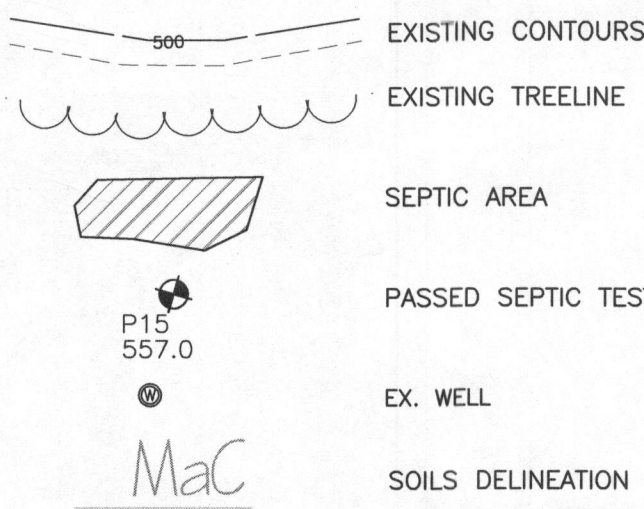 500 EXISTING CONTOURS
EXISTING TREELINE
SEPTIC AREA
PASSED SEPTIC TEST
P15
557.0
W EX. WELL
MaC SOILS DELINEATION